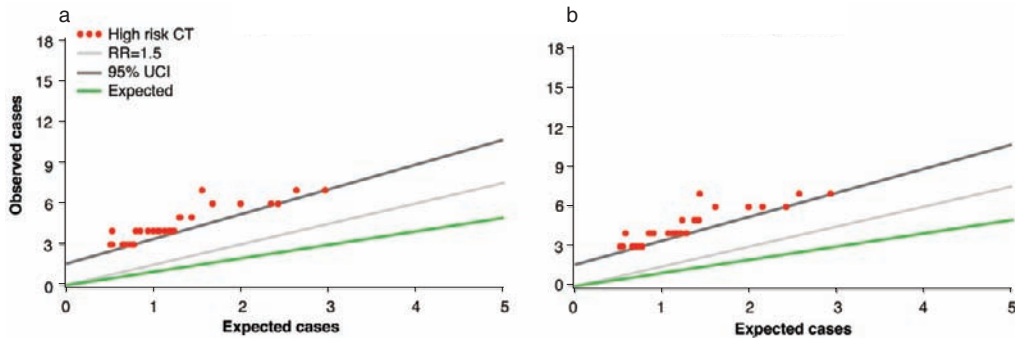 a
18
15
12
9
6
3
0
Observed cases
High risk CT
RR=1.5
95% UCI
Expected
0 1 2 3 4 5
Expected cases
b
18
15
12
9
6
3
0
0 1 2 3 4 5
Expected cases